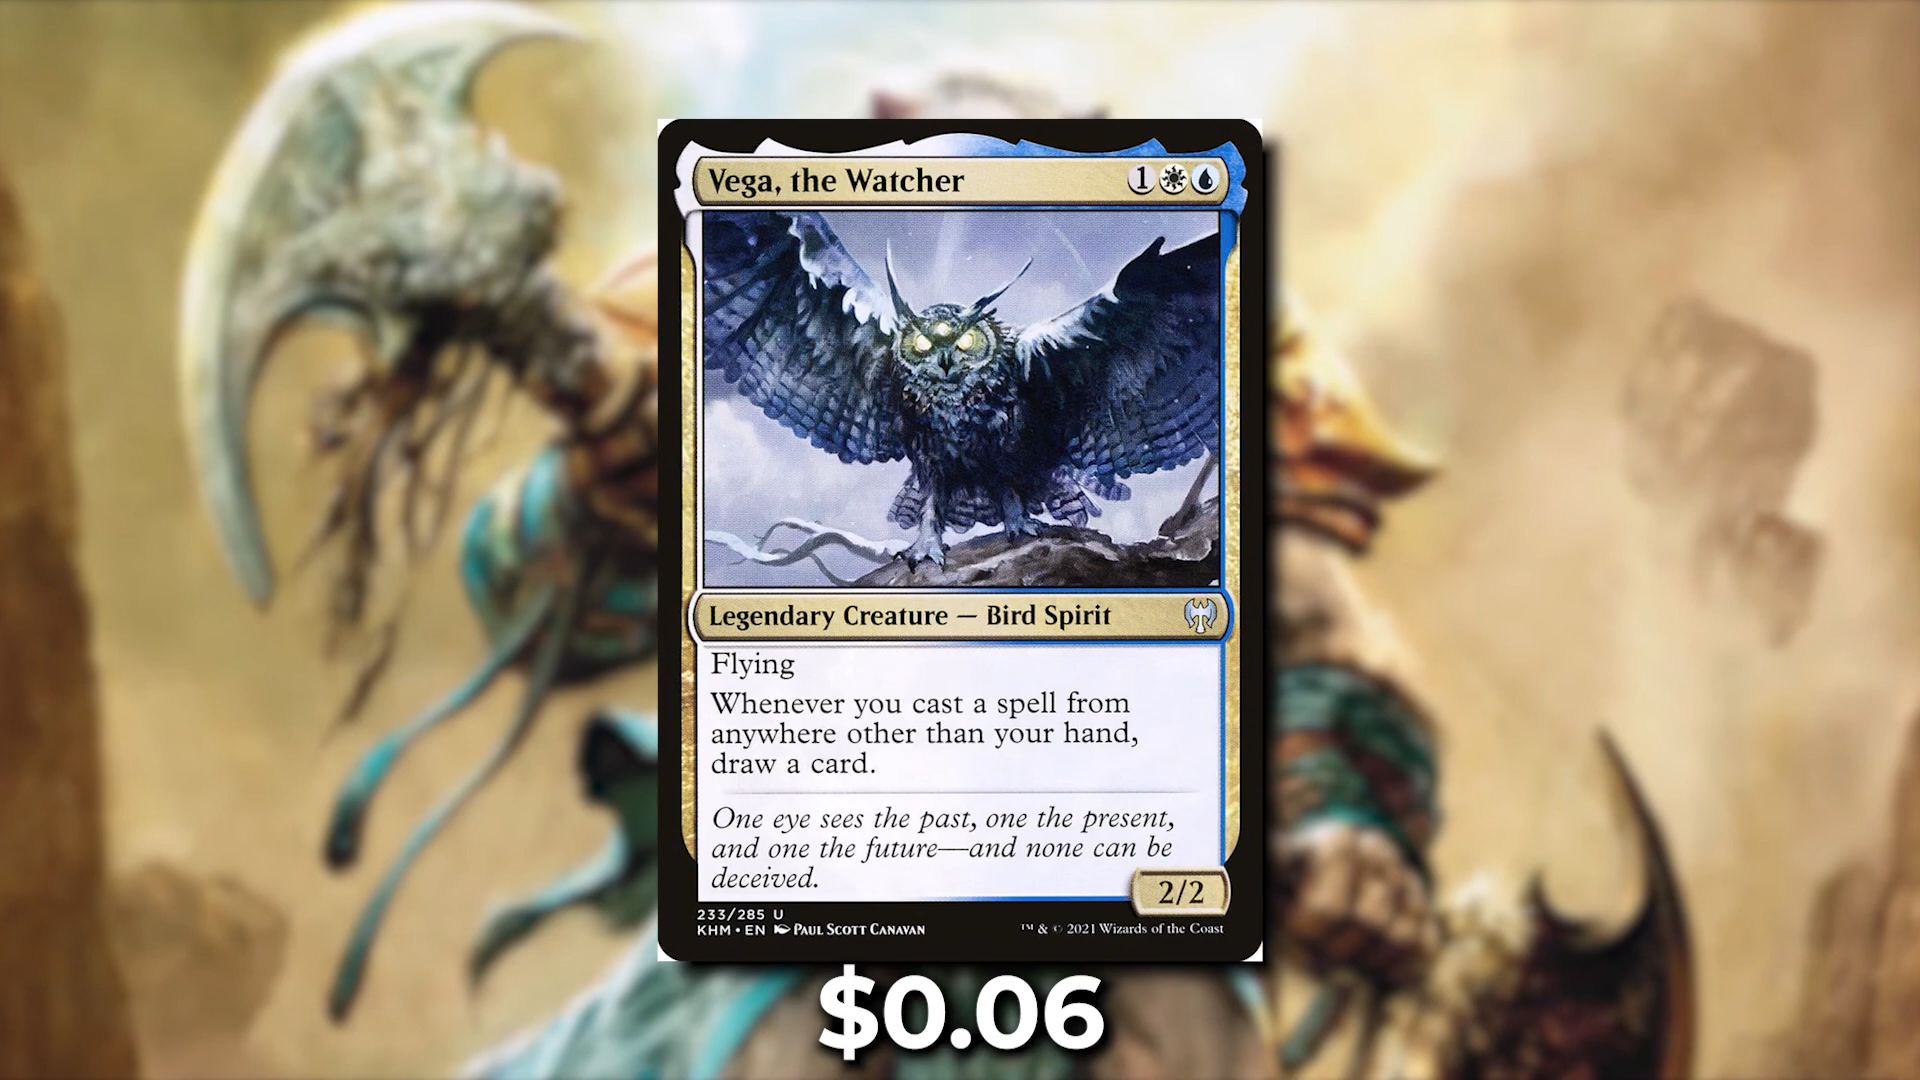 Vega, the Watcher 1
Legendary Creature — Bird Spirit
Flying
Whenever you cast a spell from
anywhere other than your hand,
draw a card.
One eye sees the past, one the present,
and one the future—and none can be
deceived.
2/2
233/285 U
KHM • EN PAUL SCOTT CANAVAN
™ & © 2021 Wizards of the Coast
$0.06